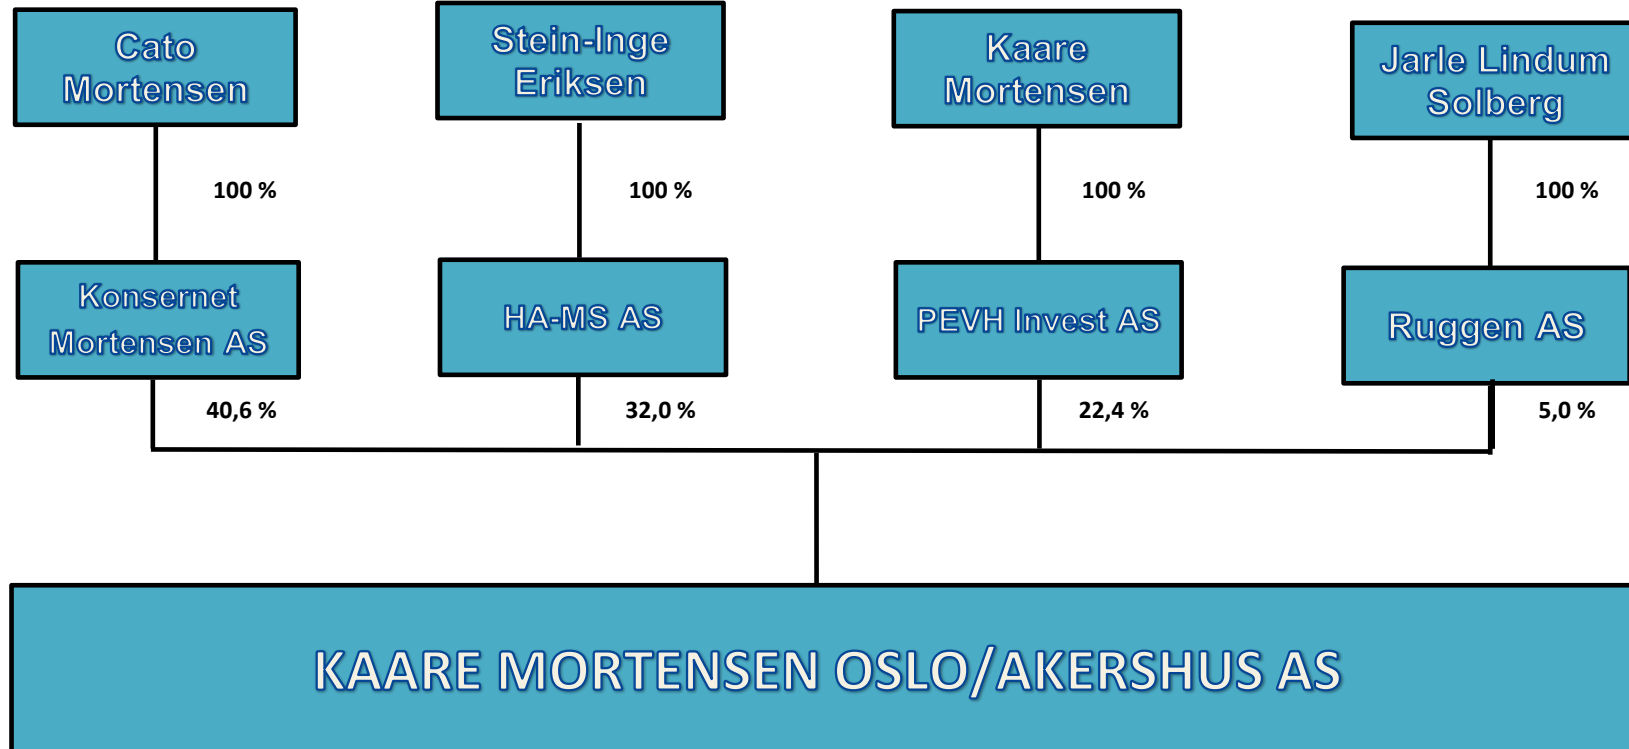 Cato
Mortensen
Stein-Inge
Eriksen
Kaare
Mortensen
Jarle Lindum
Solberg
100 %
100 %
100 %
100 %
Konsernet
Mortensen AS
HA-MS AS
PEVH Invest AS
Ruggen AS
40,6 %
32,0 %
22,4 %
5,0 %
KAARE MORTENSEN OSLO/AKERSHUS AS